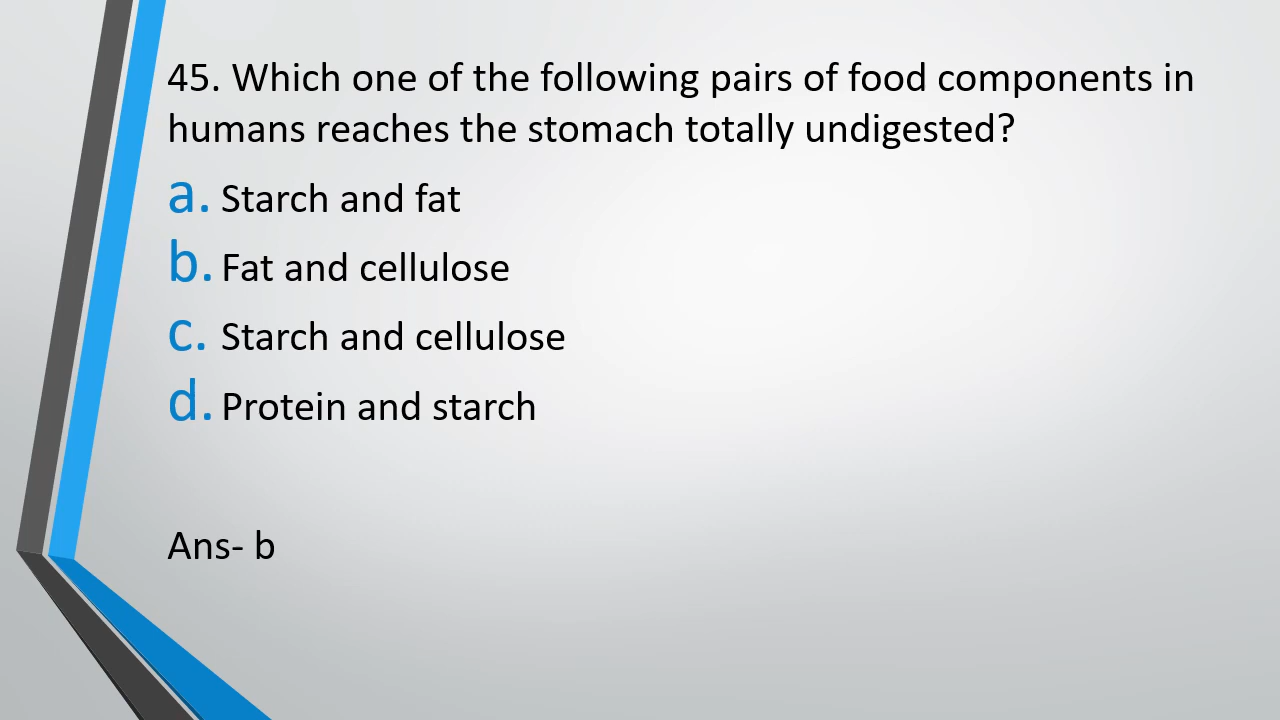 45. Which one of the following pairs of food components in
humans reaches the stomach totally undigested?
a. Starch and fat
b. Fat and cellulose
c. Starch and cellulose
d. Protein and starch
Ans- b